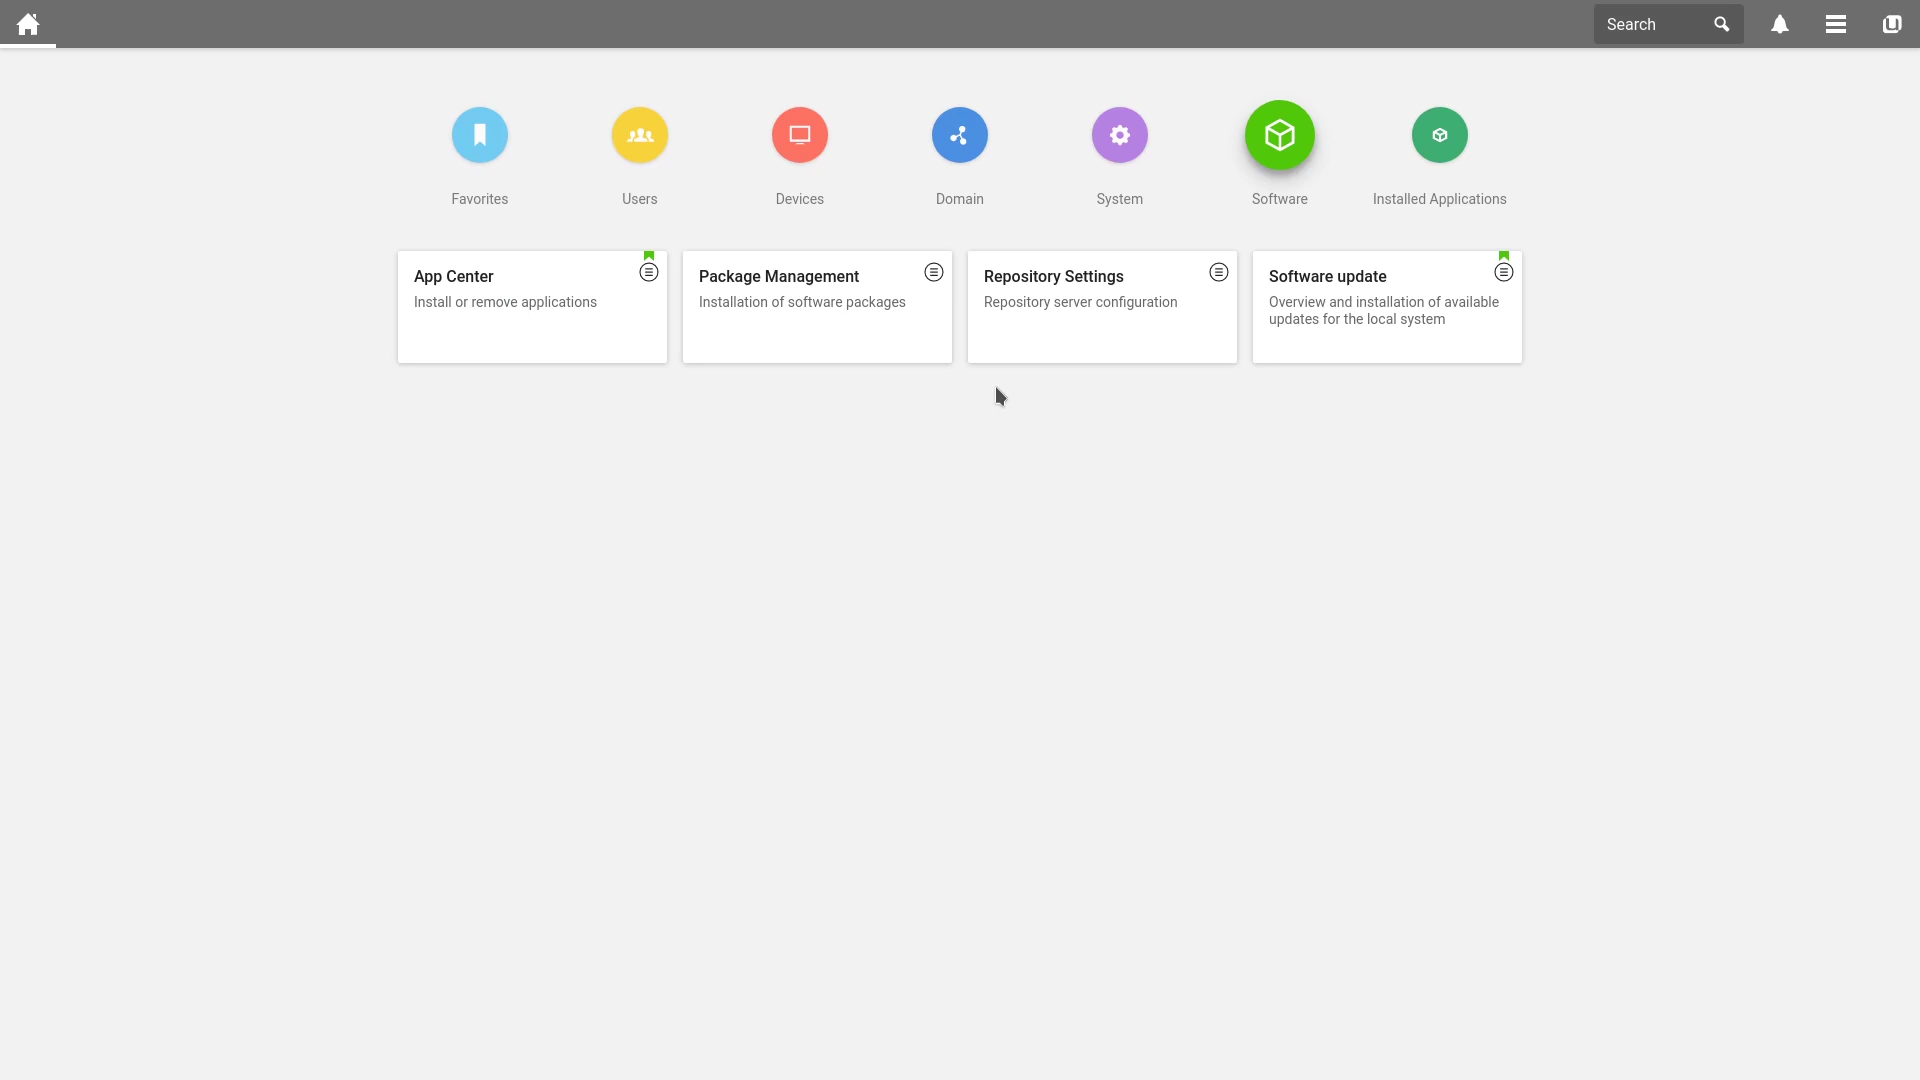 Search
Favorites
Users
Devices
Domain
System
Software
Installed Applications
App Center
Install or remove applications
Package Management
Installation of software packages
Repository Settings
Repository server configuration
Software update
Overview and installation of available
updates for the local system